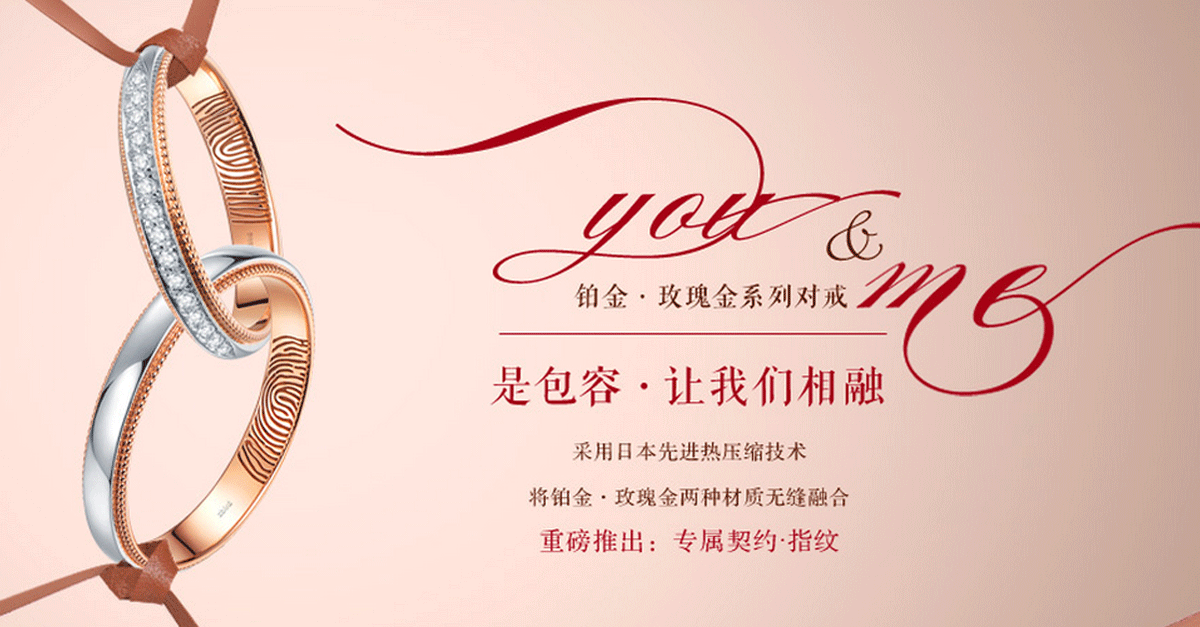 you
&
me
铂金·玫瑰金系列对戒
是包容·让我们相融
采用日本先进热压缩技术
将铂金·玫瑰金两种材质无缝融合
重磅推出：专属契约·指纹